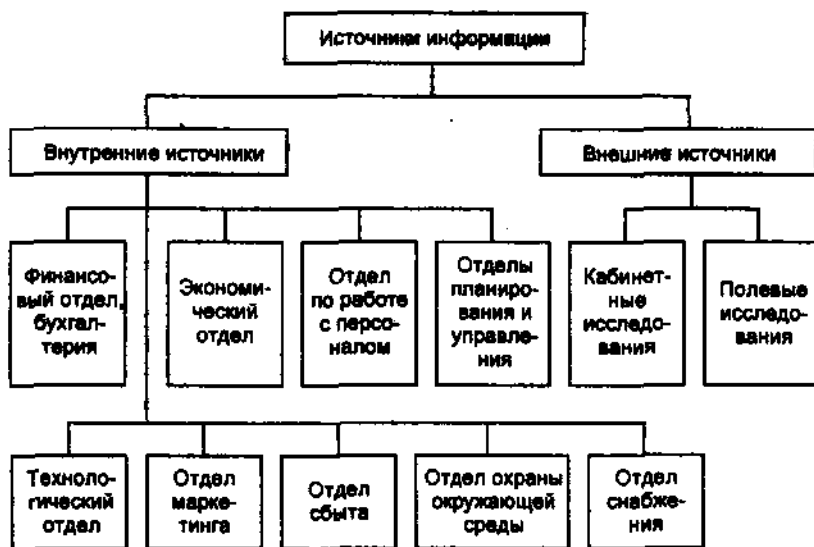 Источники информации
Внутренние источники
Внешние источники
Финансо-
вый отдел,
бухгал-
терия
Экономи-
ческий
отдел
Отдел
по работе
с персо-
налом
Отделы
планиро-
вания и
управле-
ния
Кабинет-
ные
исследо-
вания
Полевые
исследо-
вания
Техноло-
гический
отдел
Отдел
марке-
тинга
Отдел
сбыта
Отдел охраны
окружающей
среды
Отдел
снабже-
ния